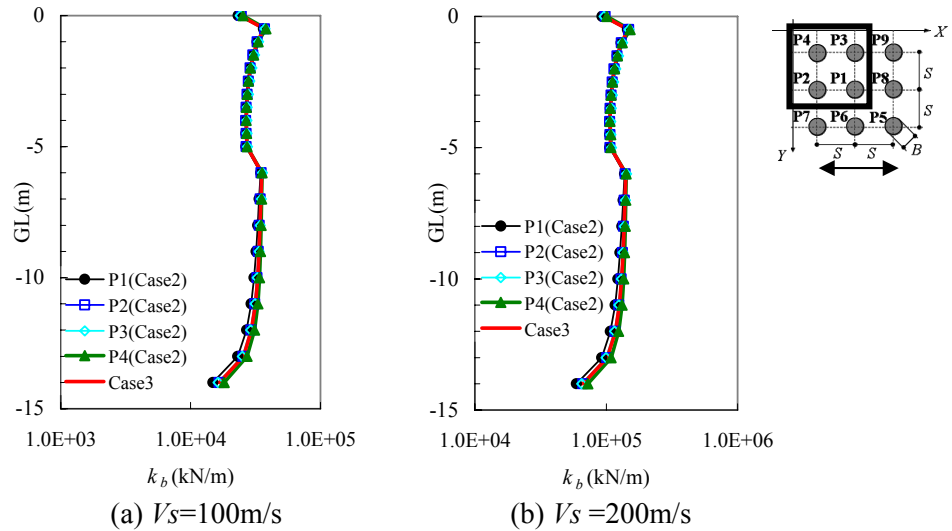 0
-5
-10
-15
GL(m)
P1(Case2)
P2(Case2)
P3(Case2)
P4(Case2)
Case3
1.0E+03 1.0E+04 1.0E+05
k_b (kN/m)
(a) Vs=100m/s
0
-5
-10
-15
GL(m)
P1(Case2)
P2(Case2)
P3(Case2)
P4(Case2)
Case3
1.0E+04 1.0E+05 1.0E+06
k_b (kN/m)
(b) Vs =200m/s
X
P4 P3 P9
S
P2 P1 P8
S
P7 P6 P5
S S B
Y